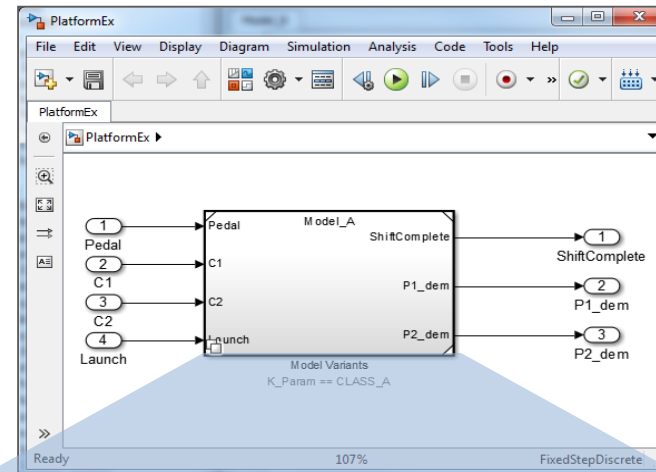 PlatformEx
File Edit View Display Diagram Simulation Analysis Code Tools Help
»
PlatformEx
PlatformEx
1
Pedal
2
C1
3
C2
4
Launch
Model_A
Pedal
C1
C2
Launch
ShiftComplete
P1_dem
P2_dem
1
ShiftComplete
2
P1_dem
3
P2_dem
Model Variants
K_Param == CLASS_A
»
Ready 107% FixedStepDiscrete